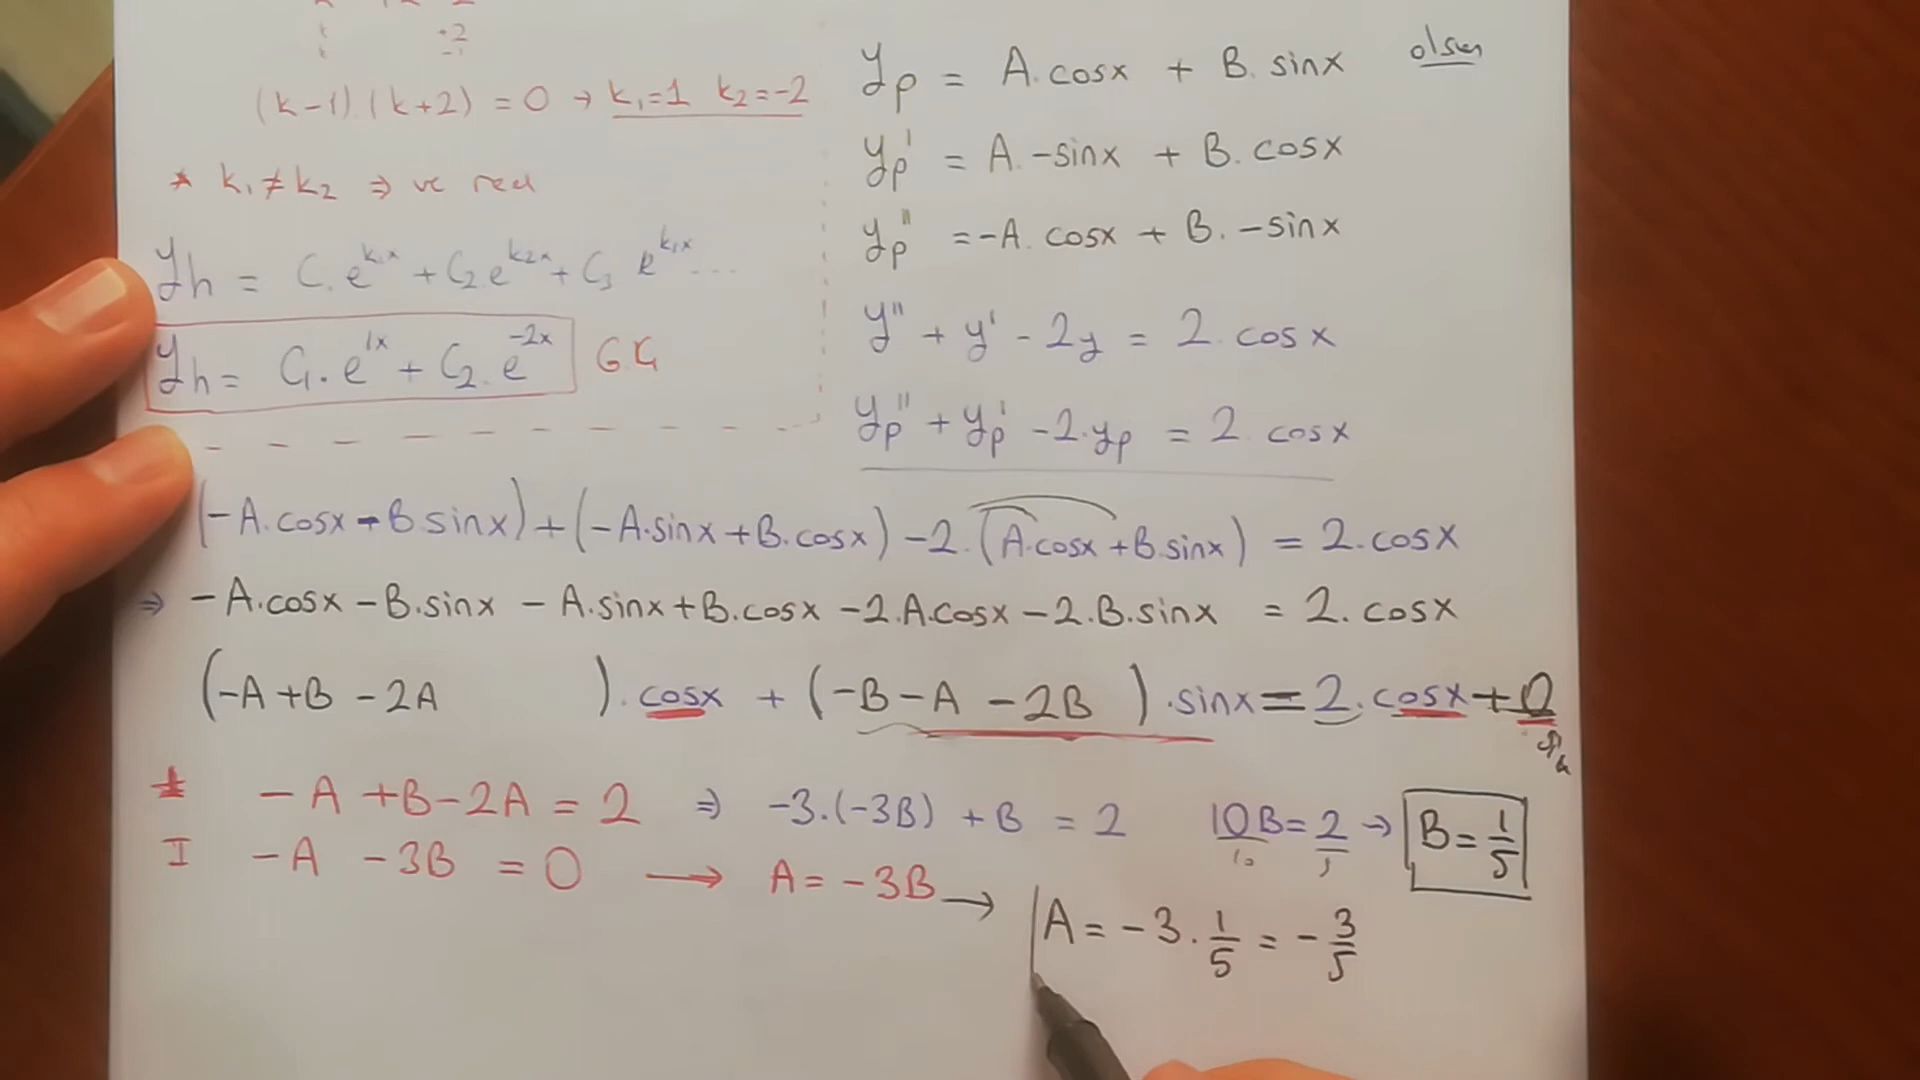 +2
(k-1).(k+2) = 0 → k₁=1 k₂=-2
* k₁≠k₂ ⇒ ve reel
yh = C₁e^k₁x + C₂e^k₂x + C₃ e^k₁x ...
yh = C₁.e^1x + C₂.e^-2x G.Ç
yp = A.cosx + B.sinx olsun
yp' = A.-sinx + B.cosx
yp'' = -A.cosx + B.-sinx
y'' + y' - 2y = 2.cosx
yp'' + yp' - 2.yp = 2.cosx
(-A.cosx - B.sinx) + (-A.sinx + B.cosx) - 2.(A.cosx + B.sinx) = 2.cosx
⇒ -A.cosx - B.sinx - A.sinx + B.cosx - 2.A.cosx - 2.B.sinx = 2.cosx
(-A + B - 2A ).cosx + (-B - A - 2B ).sinx = 2.cosx + 0
-A + B - 2A = 2 ⇒ -3.(-3B) + B = 2 10B = 2 → B = 1/5
10 5
I -A -3B = 0 → A = -3B →
A = -3.1/5 = -3/5